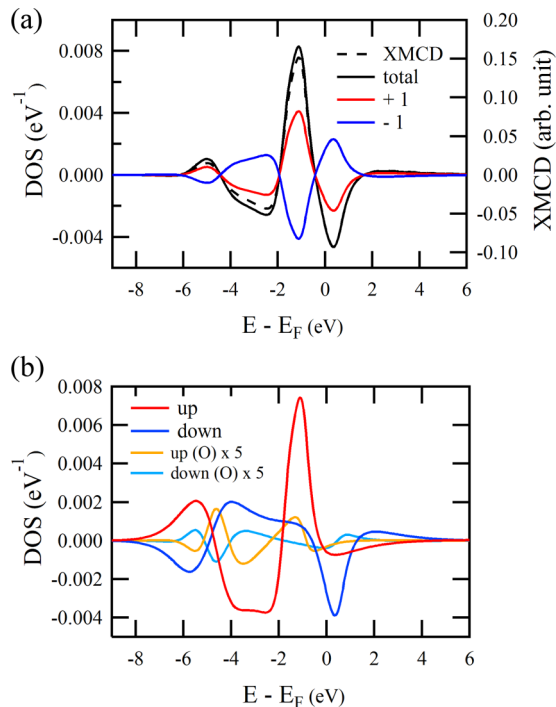 (a)
0.008
0.004
0.000
-0.004
DOS (eV-1)
0.20
0.15
0.10
0.05
0.00
-0.05
-0.10
XMCD (arb. unit)
XMCD
total
+ 1
- 1
-8 -6 -4 -2 0 2 4 6
E - EF (eV)
(b)
0.008
0.006
0.004
0.002
0.000
-0.002
-0.004
DOS (eV-1)
up
down
up (O) x 5
down (O) x 5
-8 -6 -4 -2 0 2 4 6
E - EF (eV)